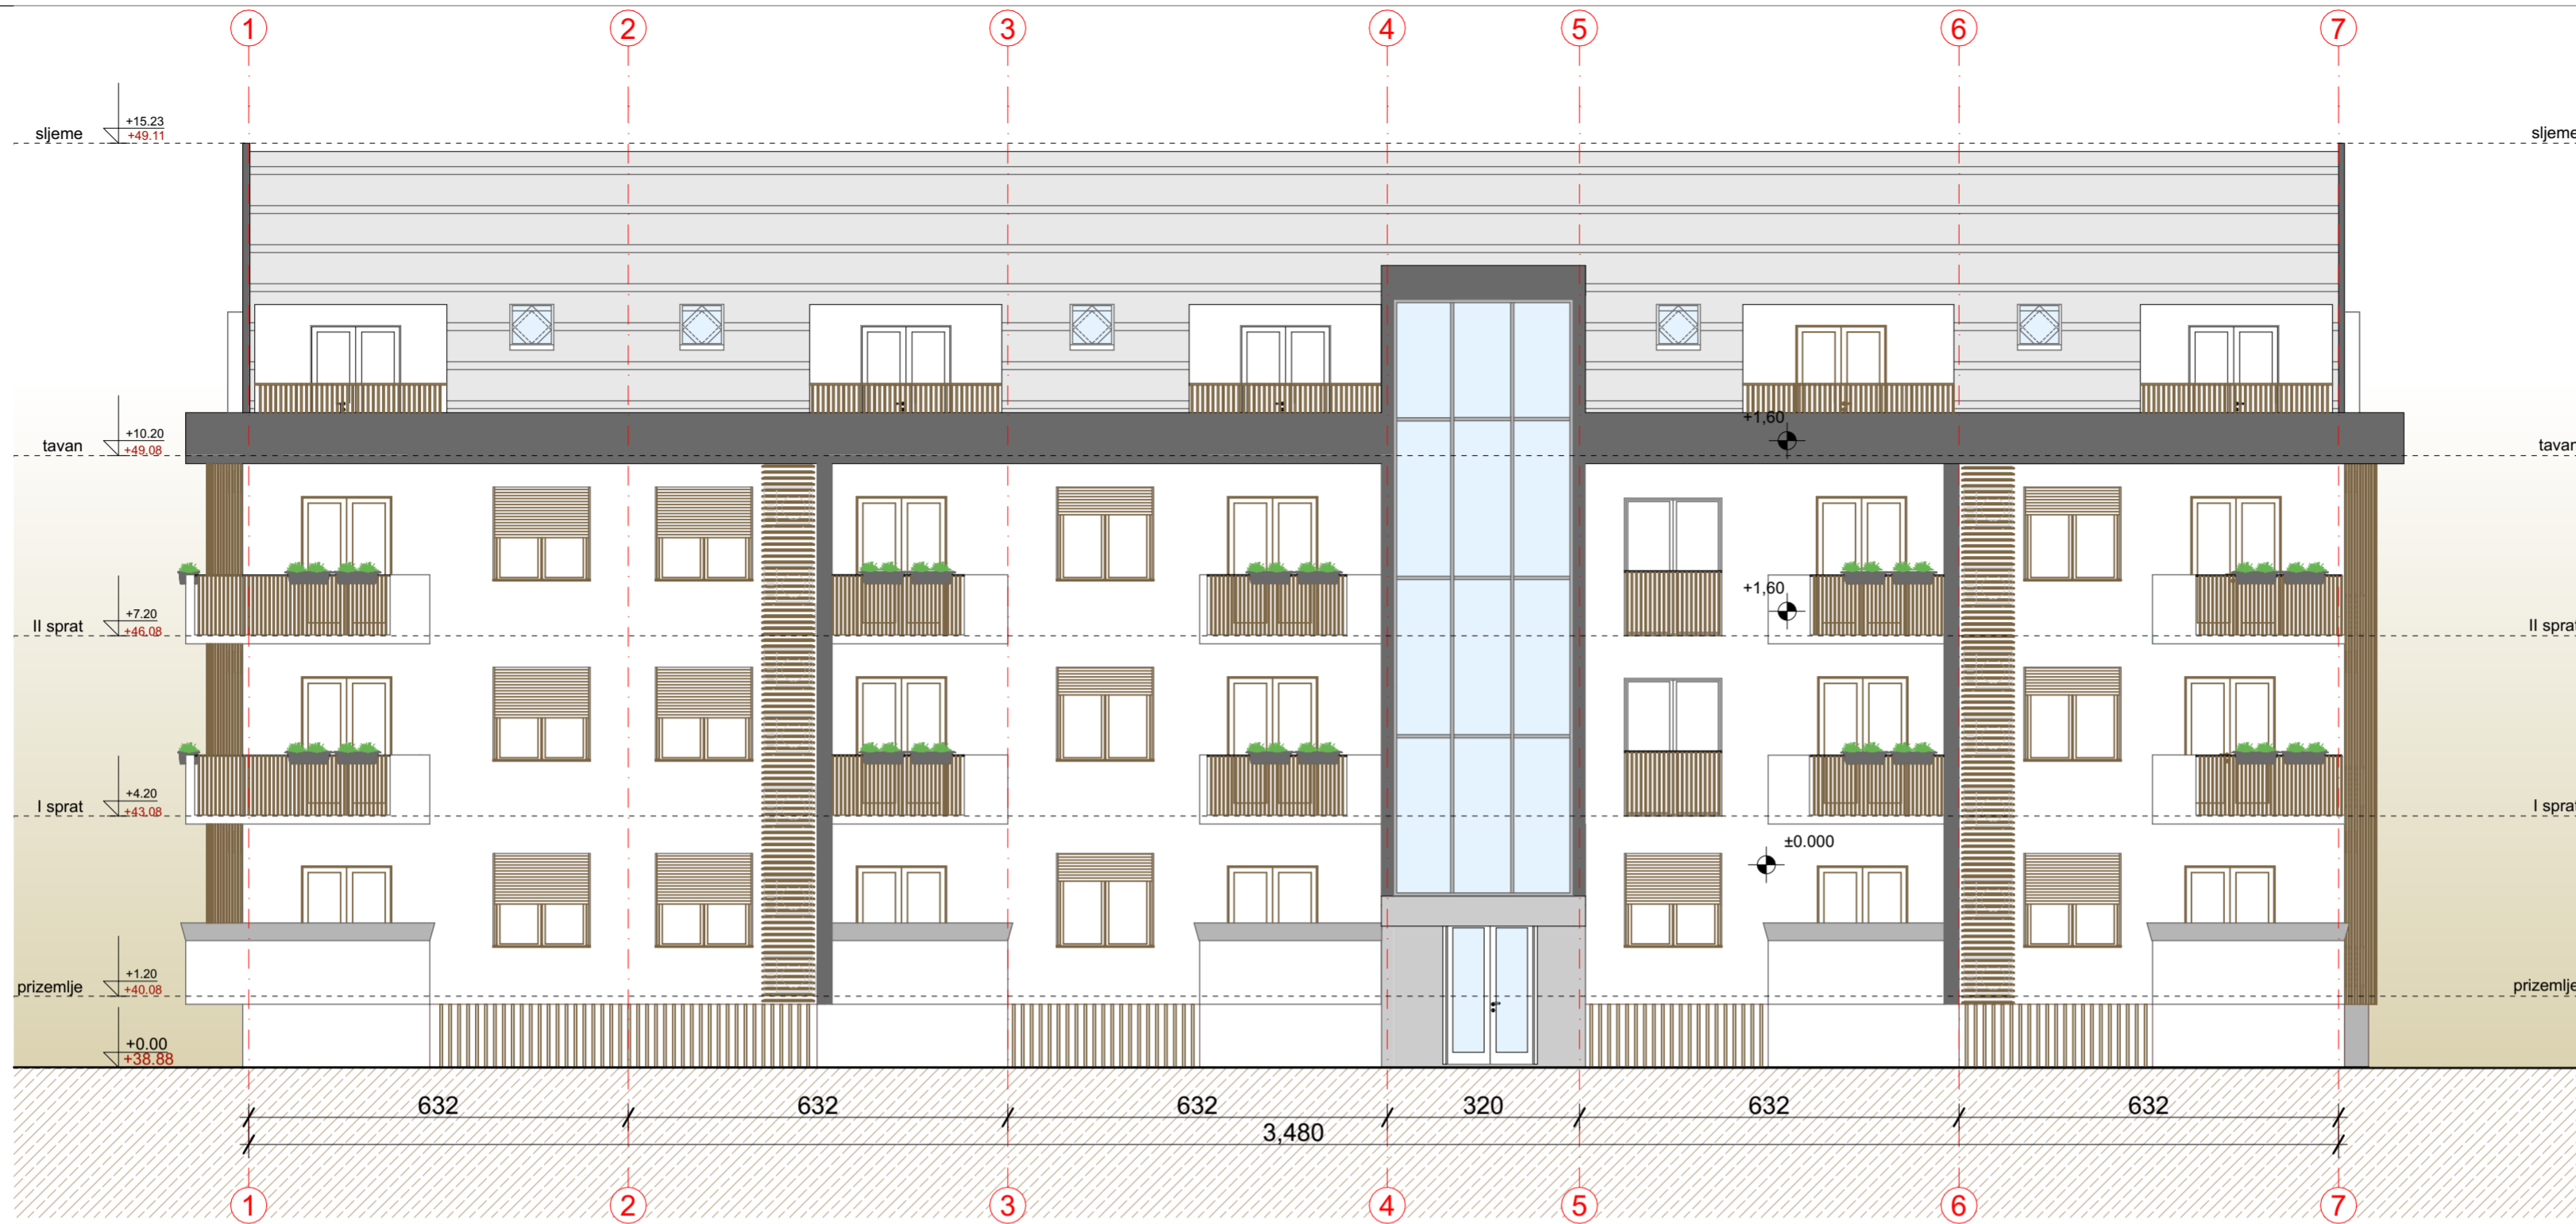 1 2 3 4 5 6 7
+15.23
sljeme +49.11 sljeme
+10.20 +1,60
tavan +49.08 tavan
+7.20 +1,60
II sprat +46.08 II sprat
+4.20
I sprat +43.08 I sprat
±0.000
+1.20
prizemlje +40.08 prizemlje
+0.00
+38.88
632 632 632 320 632 632
3,480
1 2 3 4 5 6 7